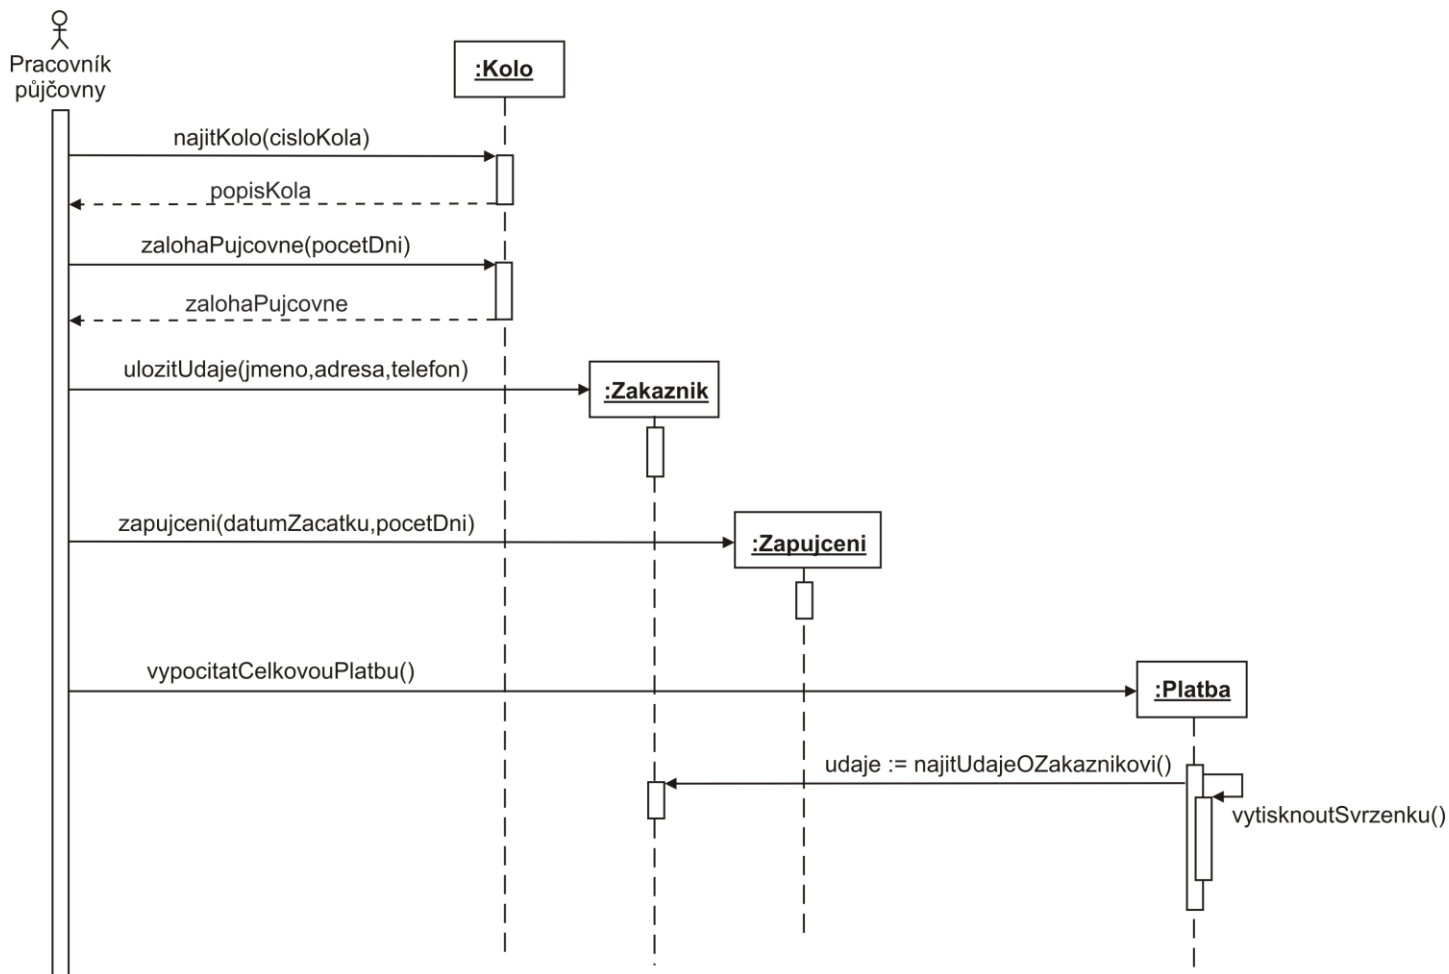 Pracovník
půjčovny
:Kolo
najitKolo(cisloKola)
popisKola
zalohaPujcovne(pocetDni)
zalohaPujcovne
ulozitUdaje(jmeno,adresa,telefon)
:Zakaznik
zapujceni(datumZacatku,pocetDni)
:Zapujceni
vypocitatCelkovouPlatbu()
:Platba
udaje := najitUdajeOZakaznikovi()
vytisknoutSvrzenku()